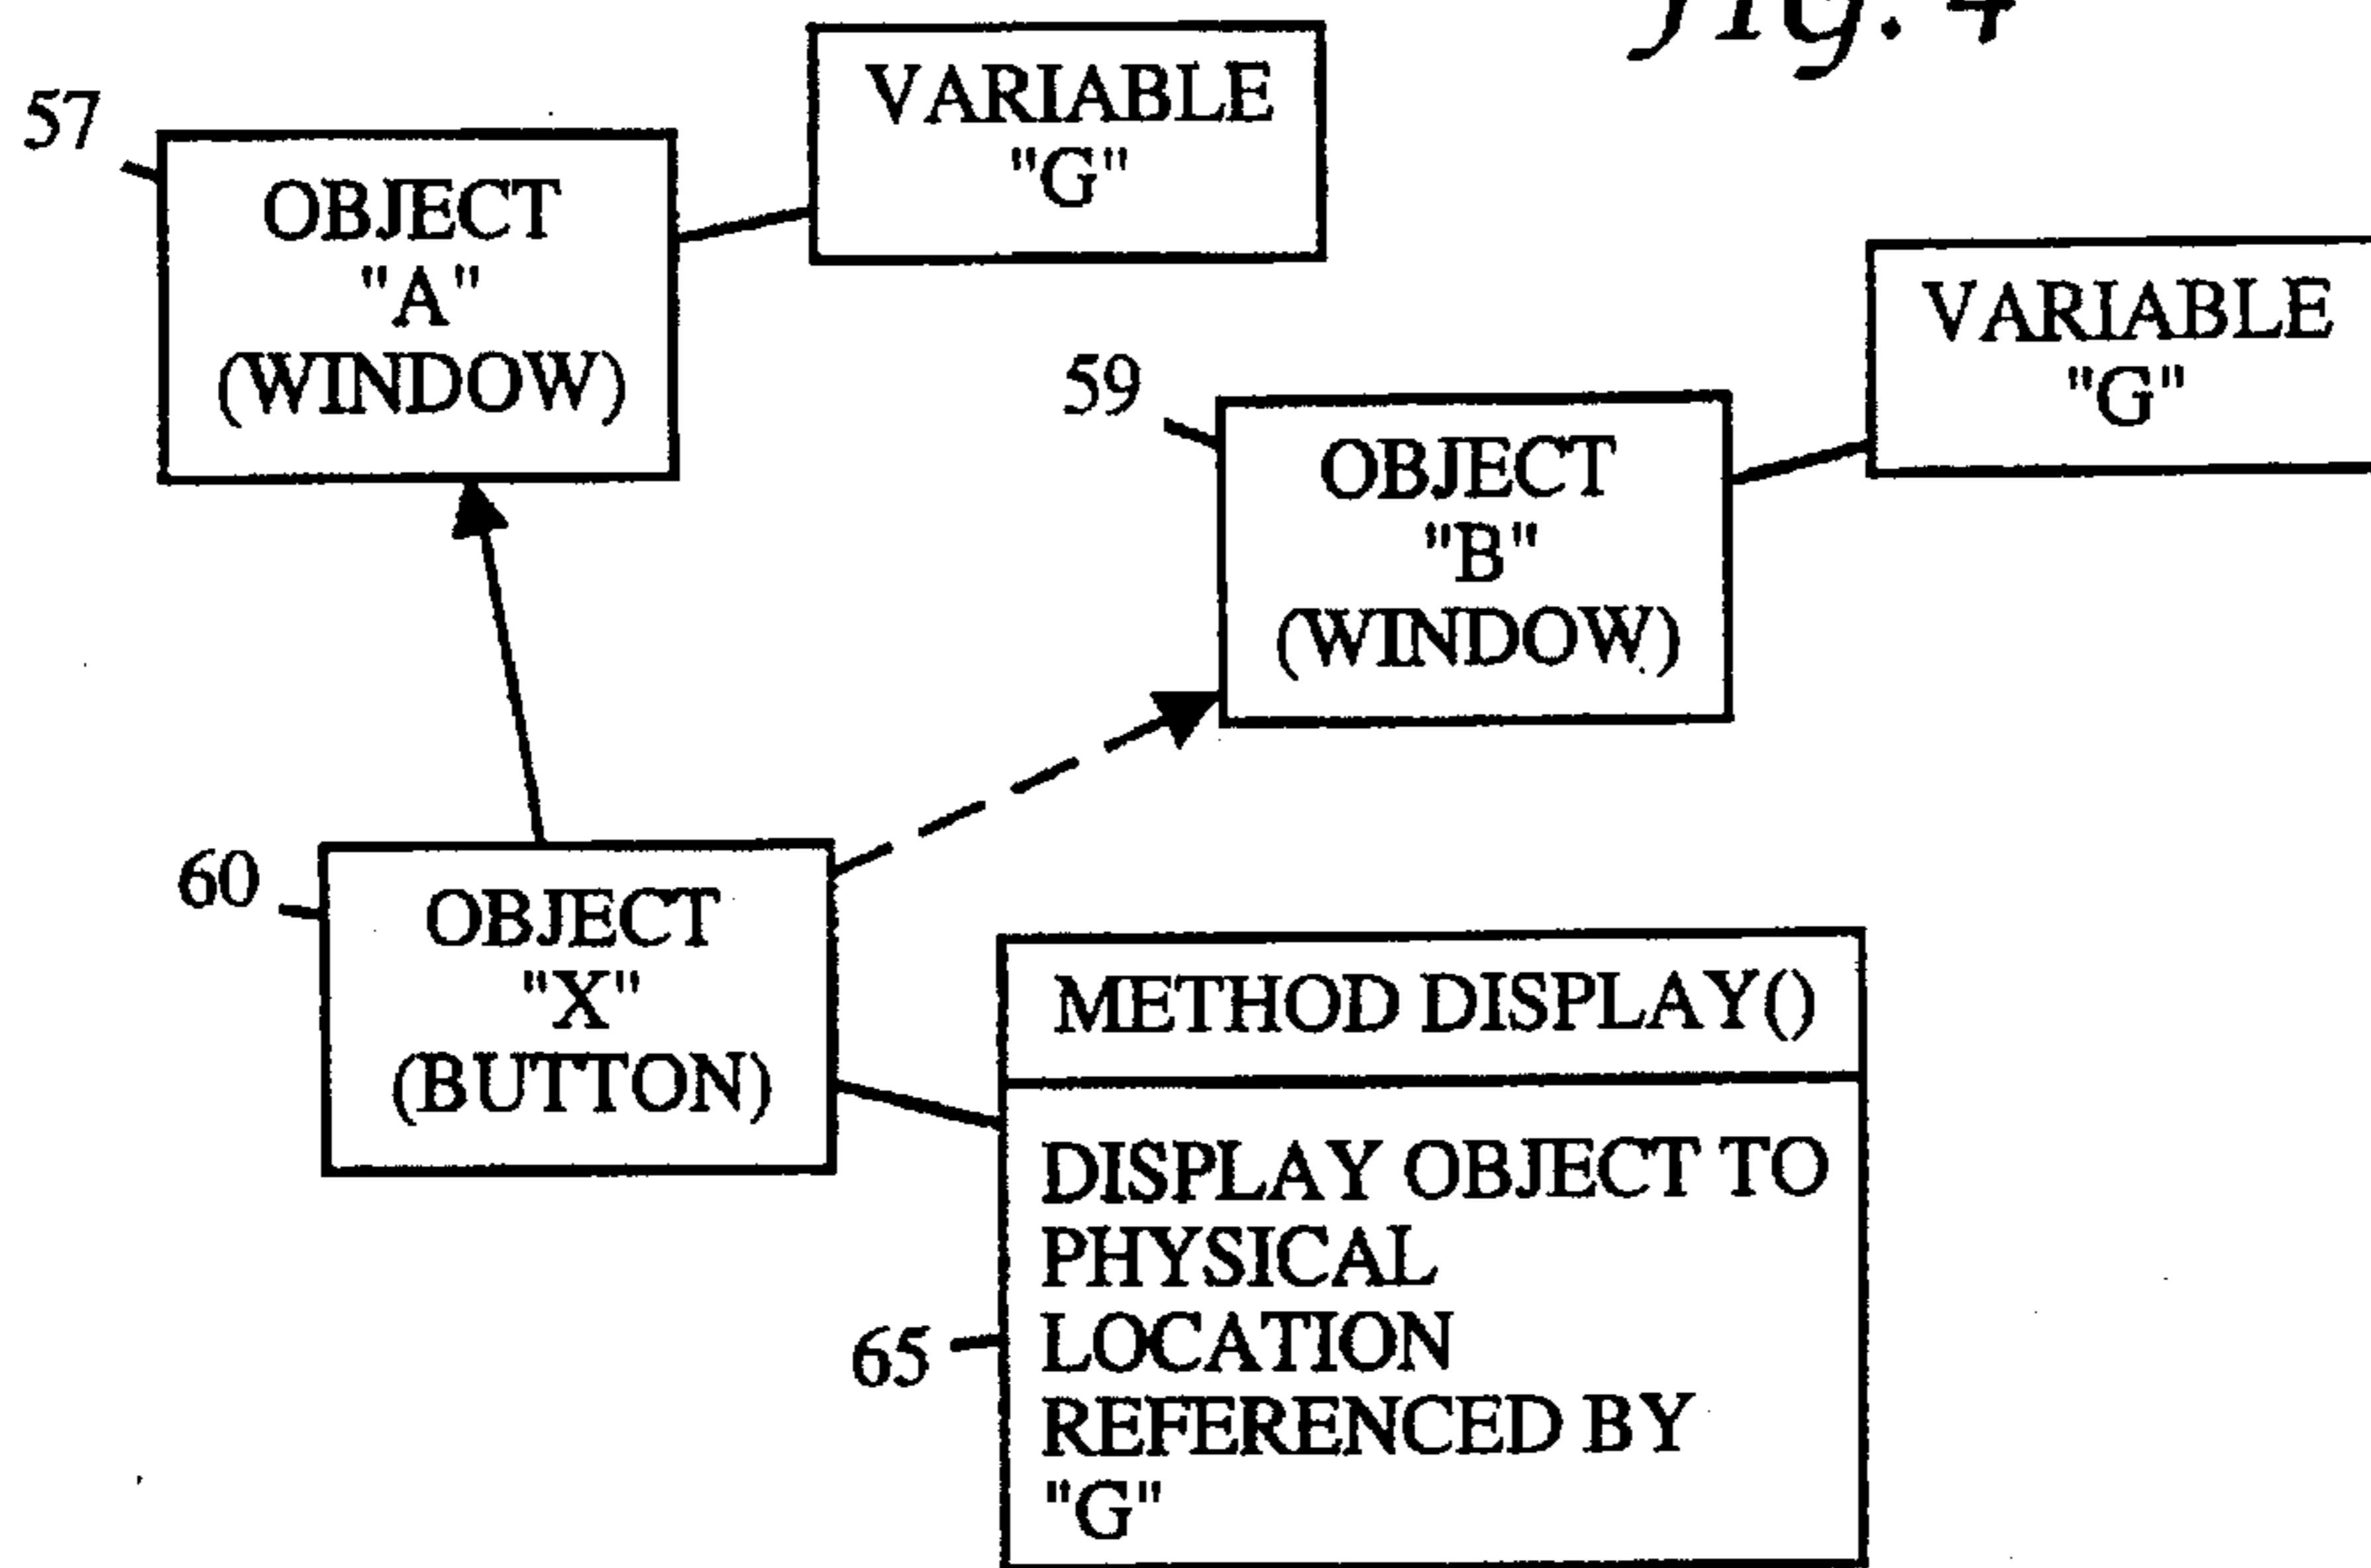 Fig. 4
57
VARIABLE
"G"
OBJECT
"A"
(WINDOW)
VARIABLE
"G"
59
OBJECT
"B"
(WINDOW)
60
OBJECT
"X"
(BUTTON)
METHOD DISPLAY()
DISPLAY OBJECT TO
PHYSICAL
LOCATION
REFERENCED BY
"G"
65